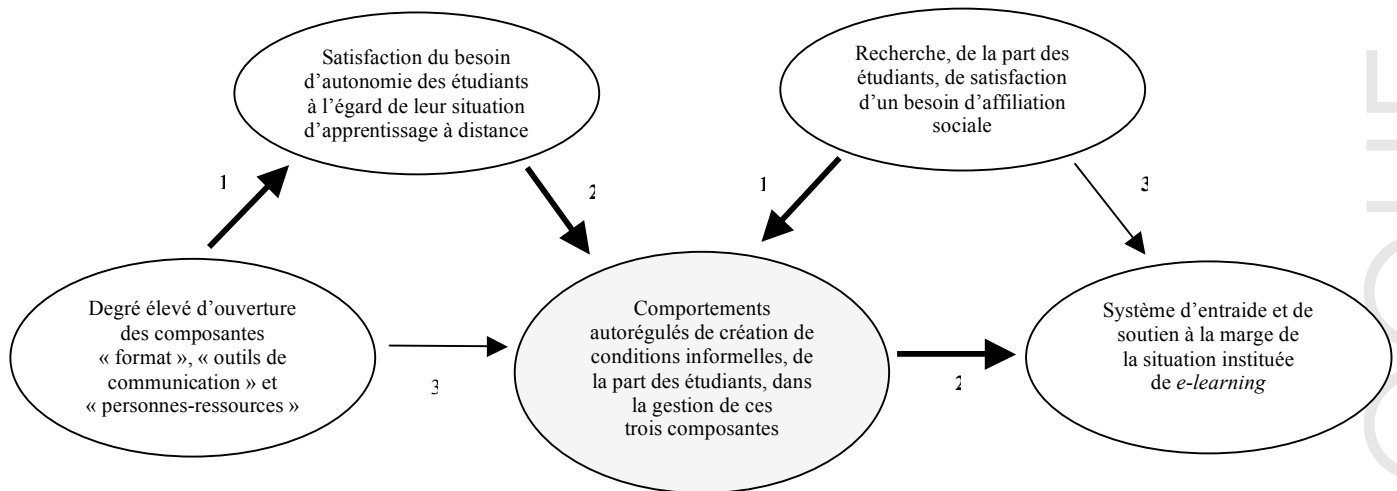 Satisfaction du besoin
d'autonomie des étudiants
à l'égard de leur situation
d'apprentissage à distance
Recherche, de la part des
étudiants, de satisfaction
d'un besoin d'affiliation
sociale
1
2
1
3
Degré élevé d'ouverture
des composantes
« format », « outils de
communication » et
« personnes-ressources »
3
Comportements
autorégulés de création de
conditions informelles, de
la part des étudiants, dans
la gestion de ces
trois composantes
2
Système d'entraide et de
soutien à la marge de
la situation instituée
de e-learning